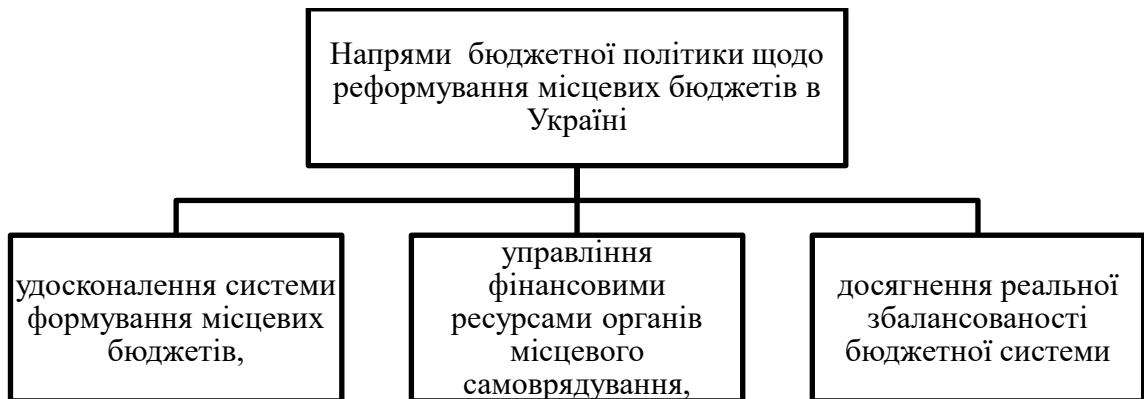 Напрями бюджетної політики щодо
реформування місцевих бюджетів в
Україні
удосконалення системи
формування місцевих
бюджетів,
управління
фінансовими
ресурсами органів
місцевого
самоврядування,
досягнення реальної
збалансованості
бюджетної системи